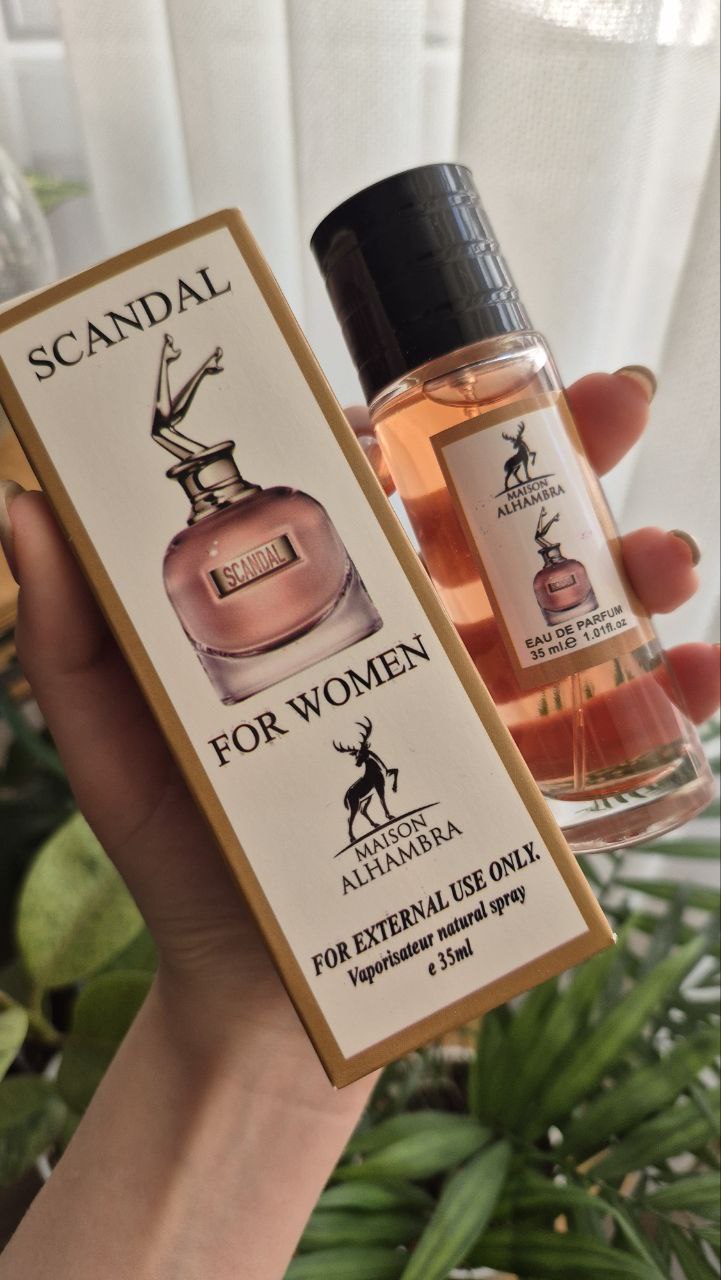 SCANDAL
SCANDAL
FOR WOMEN
MAISON
ALHAMBRA
FOR EXTERNAL USE ONLY.
Vaporisateur natural spray
e 35ml
MAISON
ALHAMBRA
EAU DE PARFUM
35 ml.e 1.01fl.oz